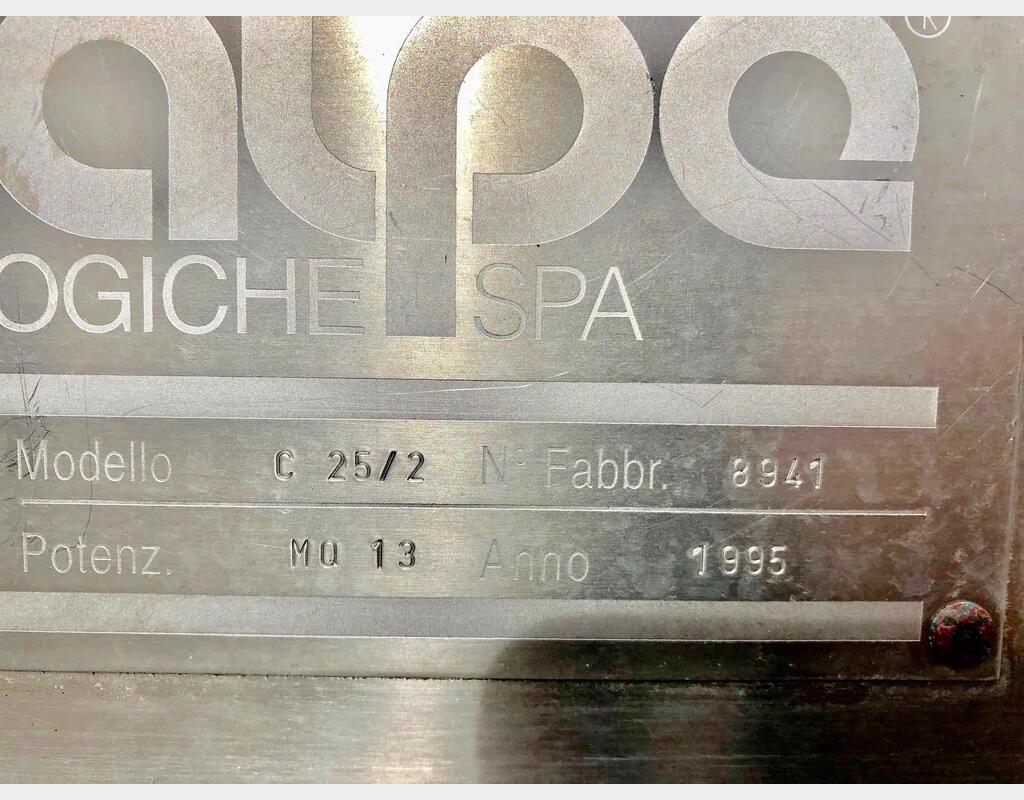 alpe ®
OGICHE SPA
Modello C 25/2 N° Fabbr. 8941
Potenz. MQ 13 Anno 1995